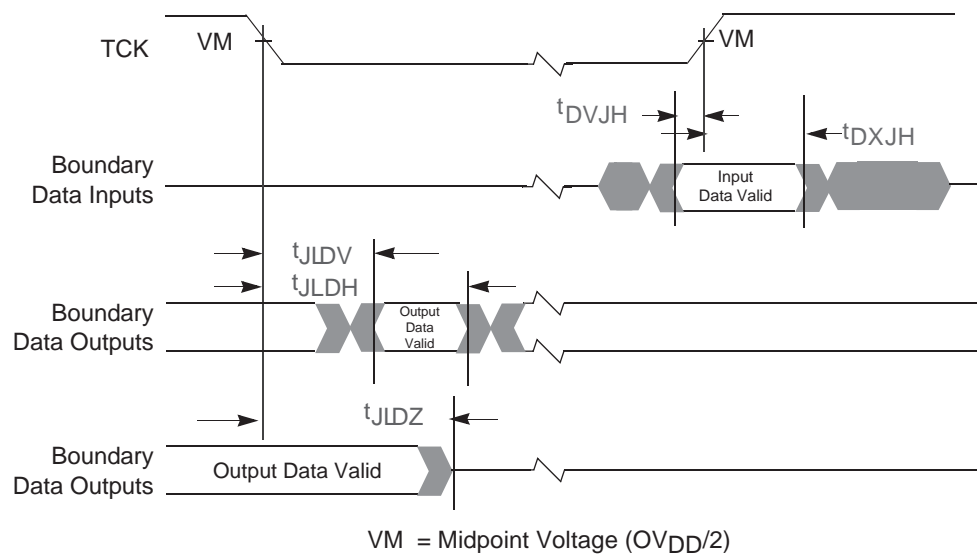 TCK
VM
VM
tDVJH
tDXJH
Boundary
Data Inputs
Input
Data Valid
tJLDV
tJLDH
Boundary
Data Outputs
Output
Data
Valid
tJLDZ
Boundary
Data Outputs
Output Data Valid
VM = Midpoint Voltage (OVDD/2)